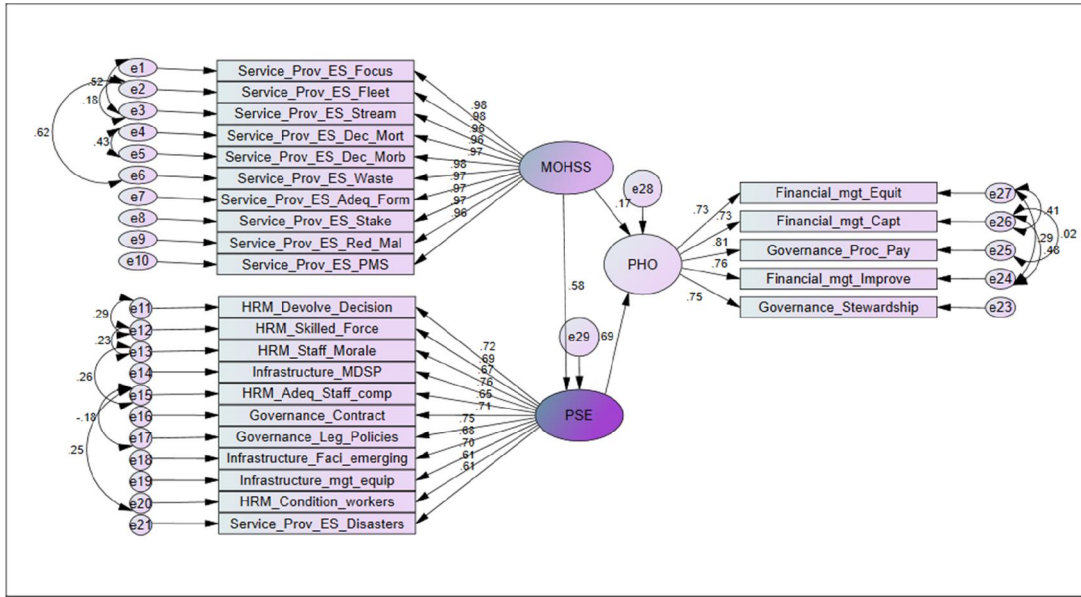 e1
Service_Prov_ES_Focus
.52
e2
Service_Prov_ES_Fleet
.18
e3
Service_Prov_ES_Stream
.62
e4
Service_Prov_ES_Dec_Mort
.43
e5
Service_Prov_ES_Dec_Morb
e6
Service_Prov_ES_Waste
e7
Service_Prov_ES_Adeq_Form
e8
Service_Prov_ES_Stake
e9
Service_Prov_ES_Red_Mal
e10
Service_Prov_ES_PMS
.98
.98
.96
.96
.97
.98
.97
.97
.97
.96
MOHSS
.17
.58
e28
PHO
e29
.69
PSE
.73
.73
.81
.76
.75
Financial_mgt_Equit
e27
Financial_mgt_Capt
e26
Governance_Proc_Pay
e25
Financial_mgt_Improve
e24
Governance_Stewardship
e23
.41
.02
.29
.48
e11
HRM_Devolve_Decision
.29
e12
HRM_Skilled_Force
.23
e13
HRM_Staff_Morale
e14
Infrastructure_MDSP
.26
e15
HRM_Adeq_Staff_comp
e16
Governance_Contract
-.18
e17
Governance_Leg_Policies
.25
e18
Infrastructure_Faci_emerging
e19
Infrastructure_mgt_equip
e20
HRM_Condition_workers
e21
Service_Prov_ES_Disasters
.72
.69
.67
.76
.65
.71
.75
.68
.70
.61
.61